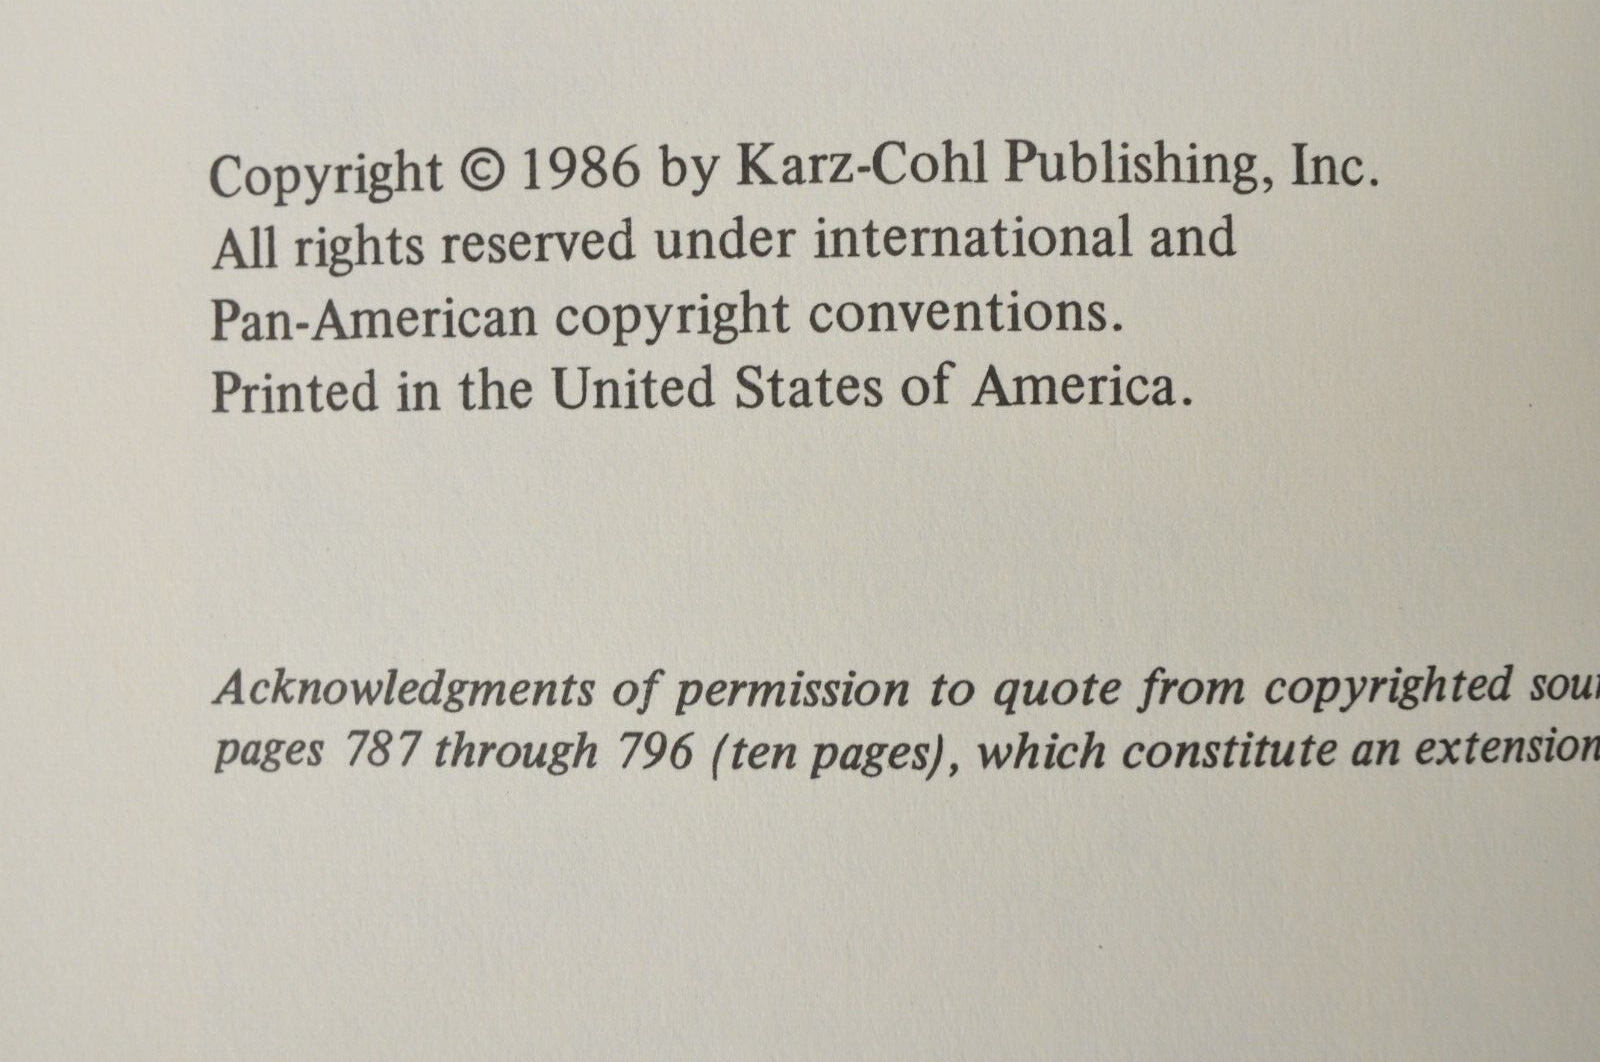 Copyright © 1986 by Karz-Cohl Publishing, Inc.
All rights reserved under international and
Pan-American copyright conventions.
Printed in the United States of America.
Acknowledgments of permission to quote from copyrighted
pages 787 through 796 (ten pages), which constitute an extension